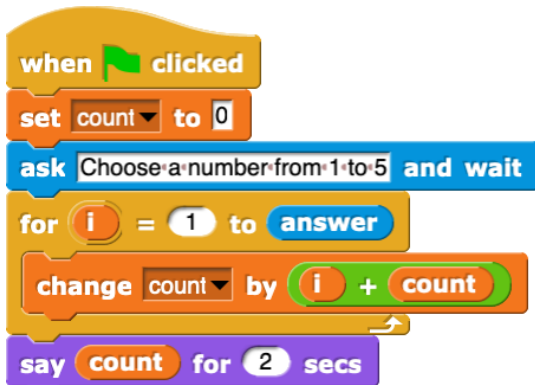 when clicked
set count to 0
ask Choose a number from 1 to 5 and wait
for i = 1 to answer
change count by i + count
say count for 2 secs